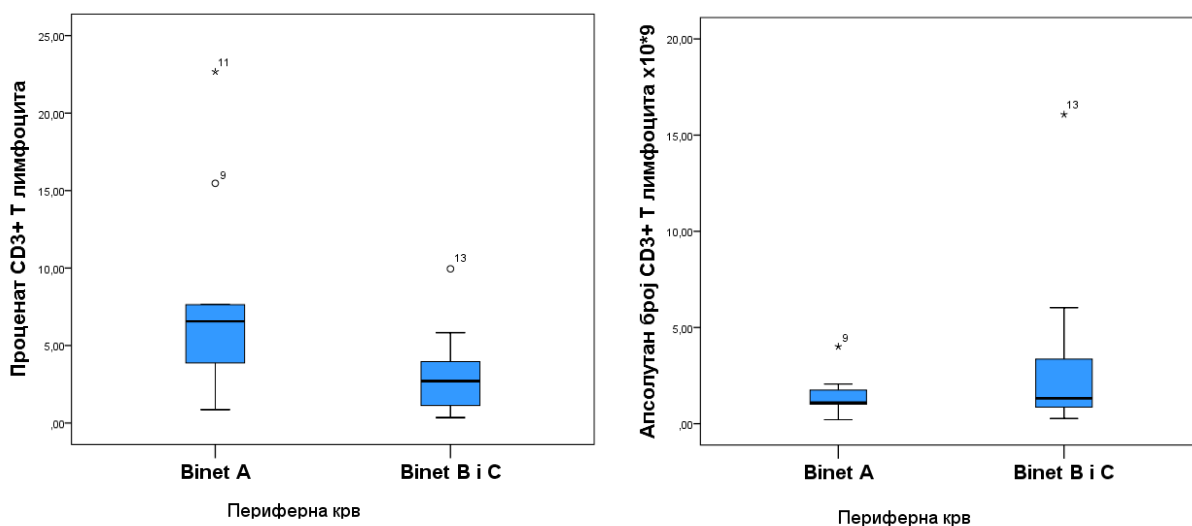 Проценат CD3+ Т лимфоцита
25,00
20,00
15,00
10,00
5,00
,00
11
9
13
Binet A
Binet B i C
Периферна крв
Апсолутан број CD3+ Т лимфоцита x10*9
20,00
15,00
10,00
5,00
,00
9
13
Binet A
Binet B i C
Периферна крв